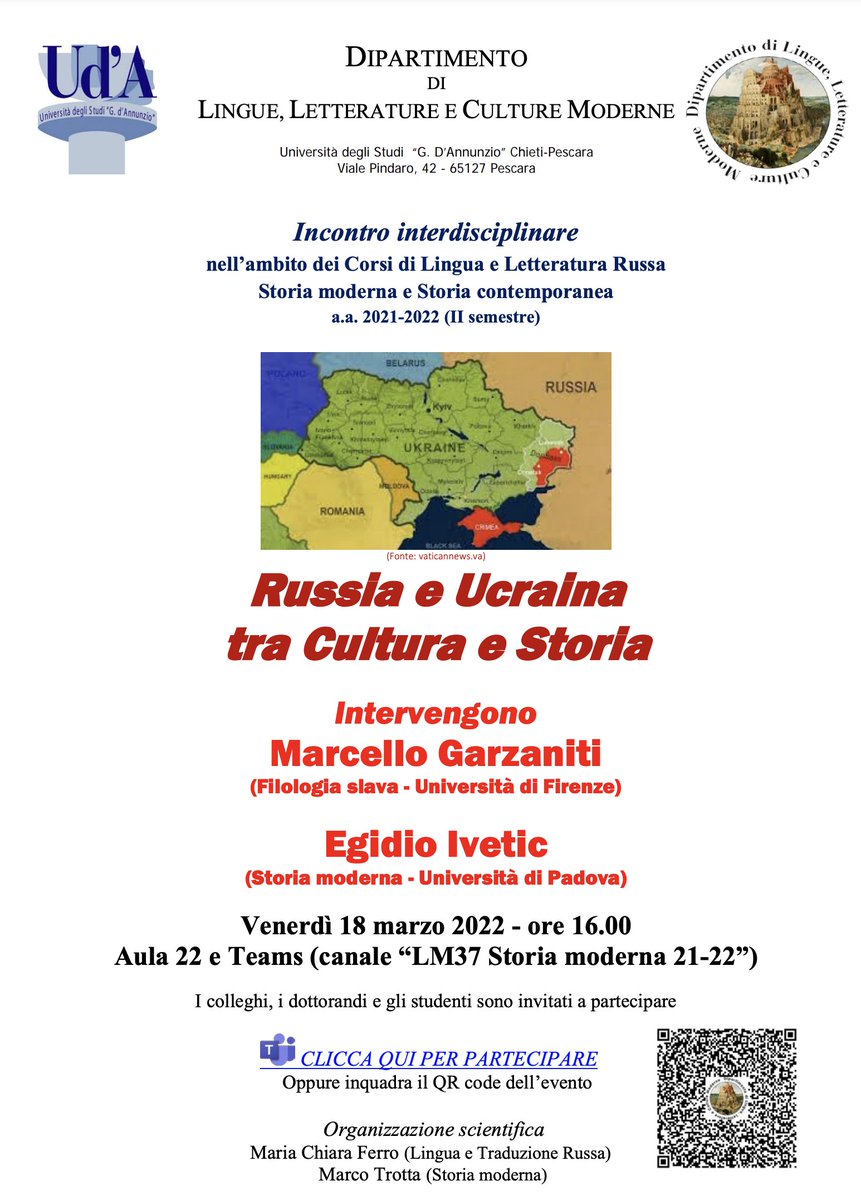 Ud'A
Università degli Studi "G. d'Annunzio"
DIPARTIMENTO
DI
LINGUE, LETTERATURE E CULTURE MODERNE
Università degli Studi “G. D’Annunzio” Chieti-Pescara
Viale Pindaro, 42 - 65127 Pescara
Dipartimento di Lingue, Letterature e Culture Moderne
Incontro interdisciplinare
nell’ambito dei Corsi di Lingua e Letteratura Russa
Storia moderna e Storia contemporanea
a.a. 2021-2022 (II semestre)
POLAND
BELARUS
RUSSIA
Kyiv
UKRAINE
SLOVAKIA
HUNGARY
MOLDOVA
ROMANIA
Donetsk
CRIMEA
BLACK SEA
(Fonte: vaticannews.va)
Russia e Ucraina
tra Cultura e Storia
Intervengono
Marcello Garzaniti
(Filologia slava - Università di Firenze)
Egidio Ivetic
(Storia moderna - Università di Padova)
Venerdì 18 marzo 2022 - ore 16.00
Aula 22 e Teams (canale “LM37 Storia moderna 21-22”)
I colleghi, i dottorandi e gli studenti sono invitati a partecipare
CLICCA QUI PER PARTECIPARE
Oppure inquadra il QR code dell’evento
Organizzazione scientifica
Maria Chiara Ferro (Lingua e Traduzione Russa)
Marco Trotta (Storia moderna)